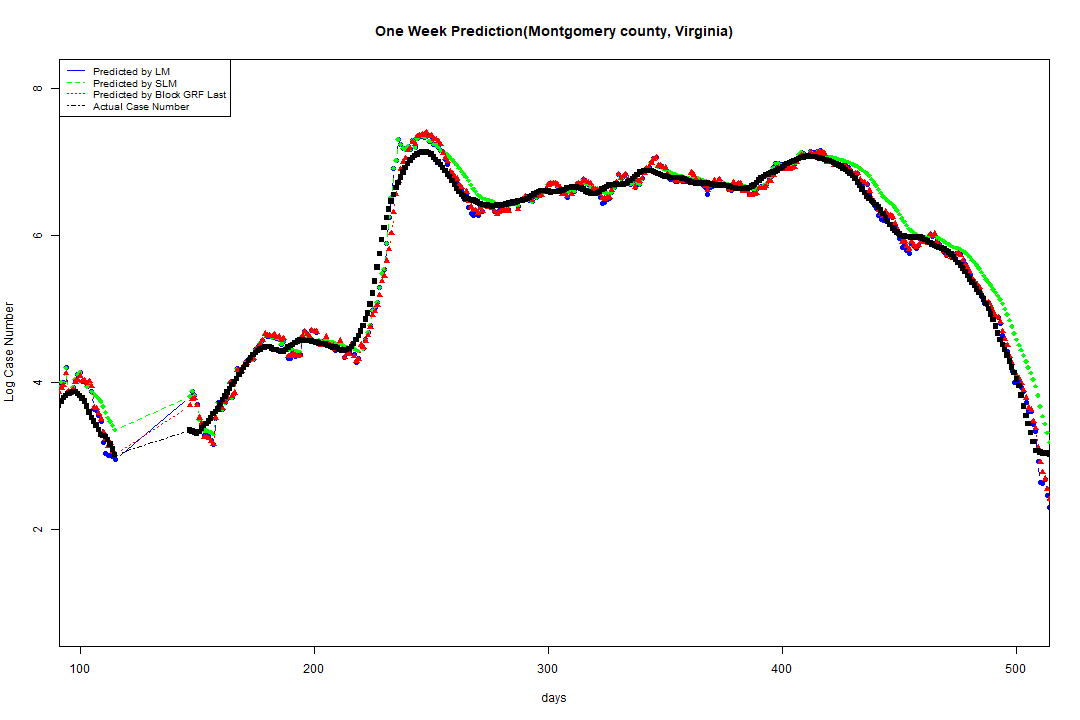 One Week Prediction(Montgomery county, Virginia)
Predicted by LM
Predicted by SLM
Predicted by Block GRF Last
Actual Case Number
8
6
4
2
Log Case Number
100 200 300 400 500
days